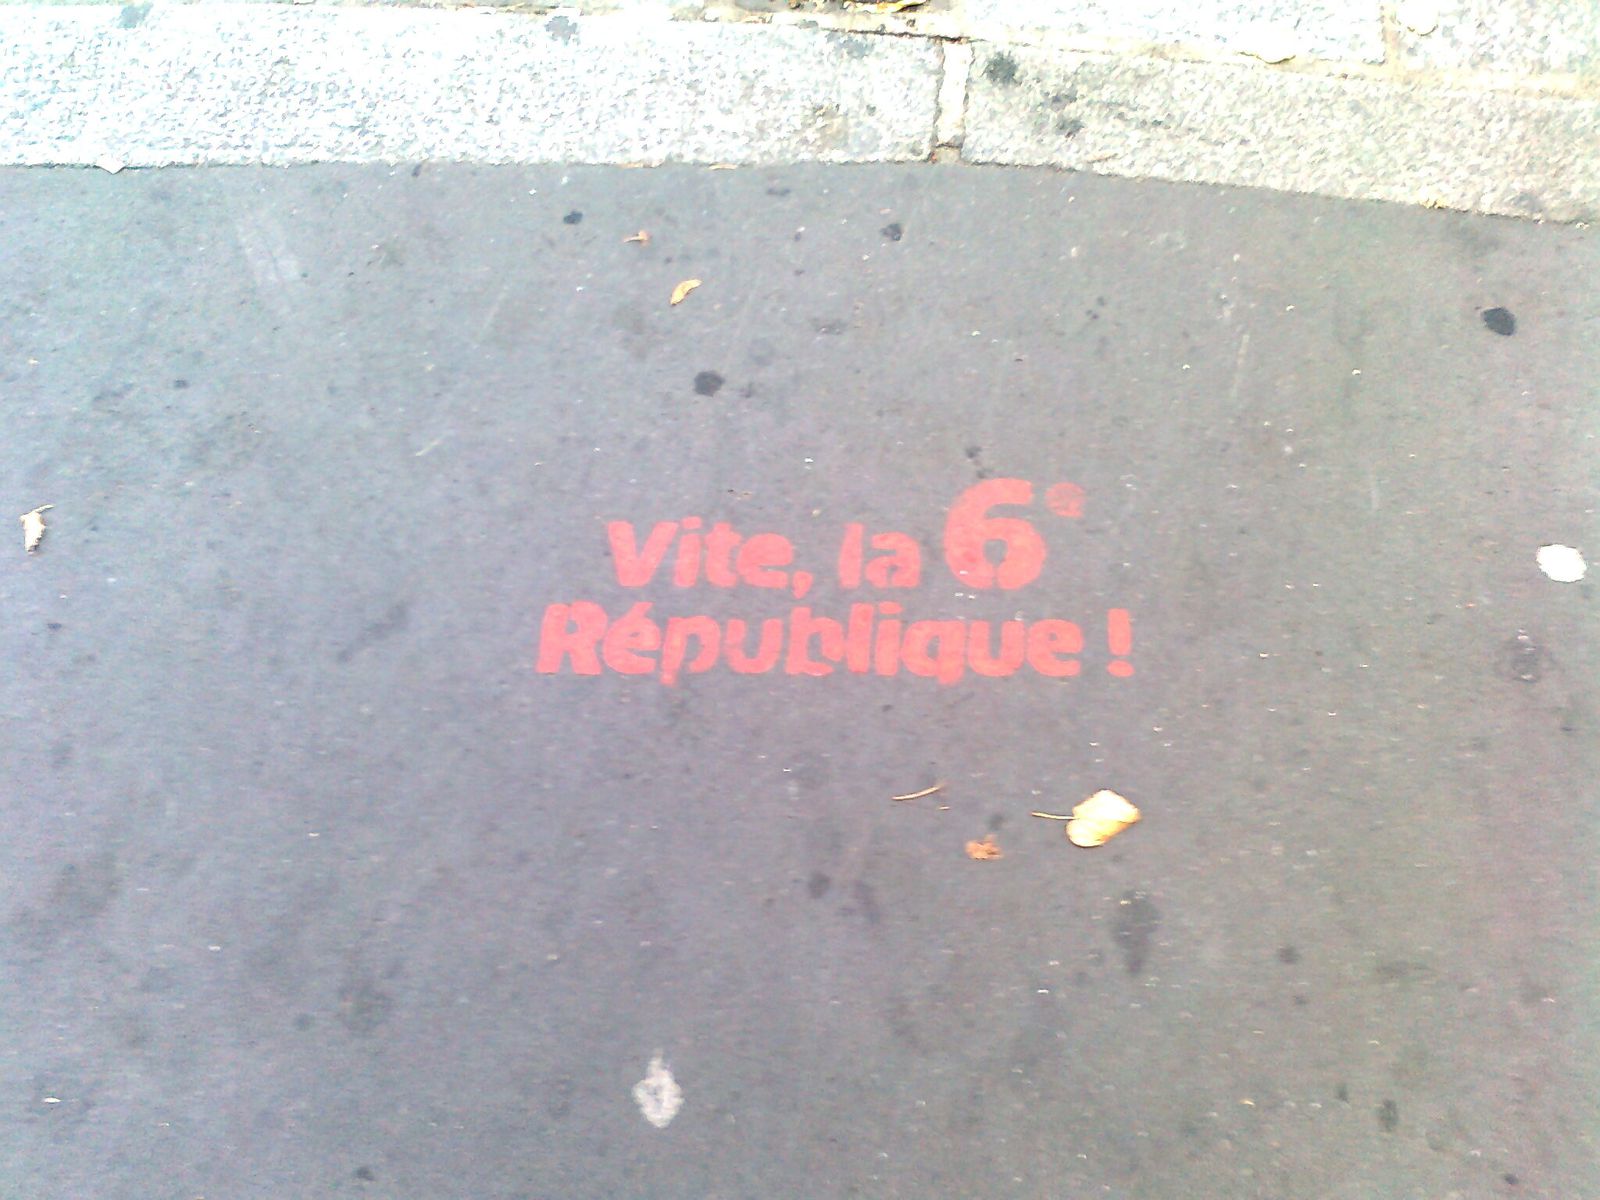 Vite, la 6e
République !